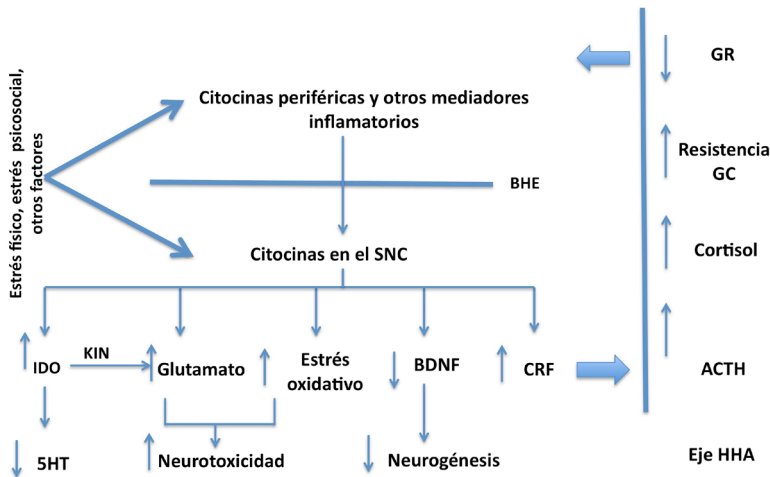 Estrés físico, estrés psicosocial,
otros factores
Citocinas periféricas y otros mediadores
inflamatorios
BHE
Citocinas en el SNC
IDO
KIN
Glutamato
Estrés
oxidativo
BDNF
CRF
5HT
Neurotoxicidad
Neurogénesis
GR
Resistencia
GC
Cortisol
ACTH
Eje HHA